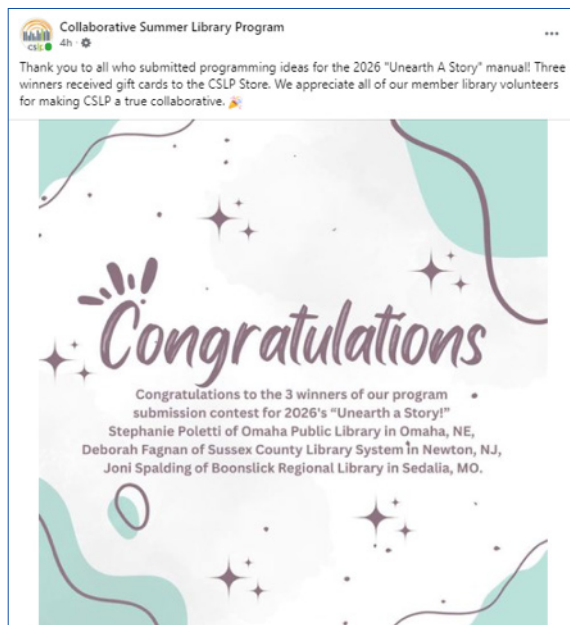 Collaborative Summer Library Program
4h ·
CSLP
Thank you to all who submitted programming ideas for the 2026 "Unearth A Story" manual! Three
winners received gift cards to the CSLP Store. We appreciate all of our member library volunteers
for making CSLP a true collaborative.
Congratulations
Congratulations to the 3 winners of our program
submission contest for 2026's “Unearth a Story!”
Stephanie Poletti of Omaha Public Library in Omaha, NE,
Deborah Fagnan of Sussex County Library System in Newton, NJ,
Joni Spalding of Boonslick Regional Library in Sedalia, MO.